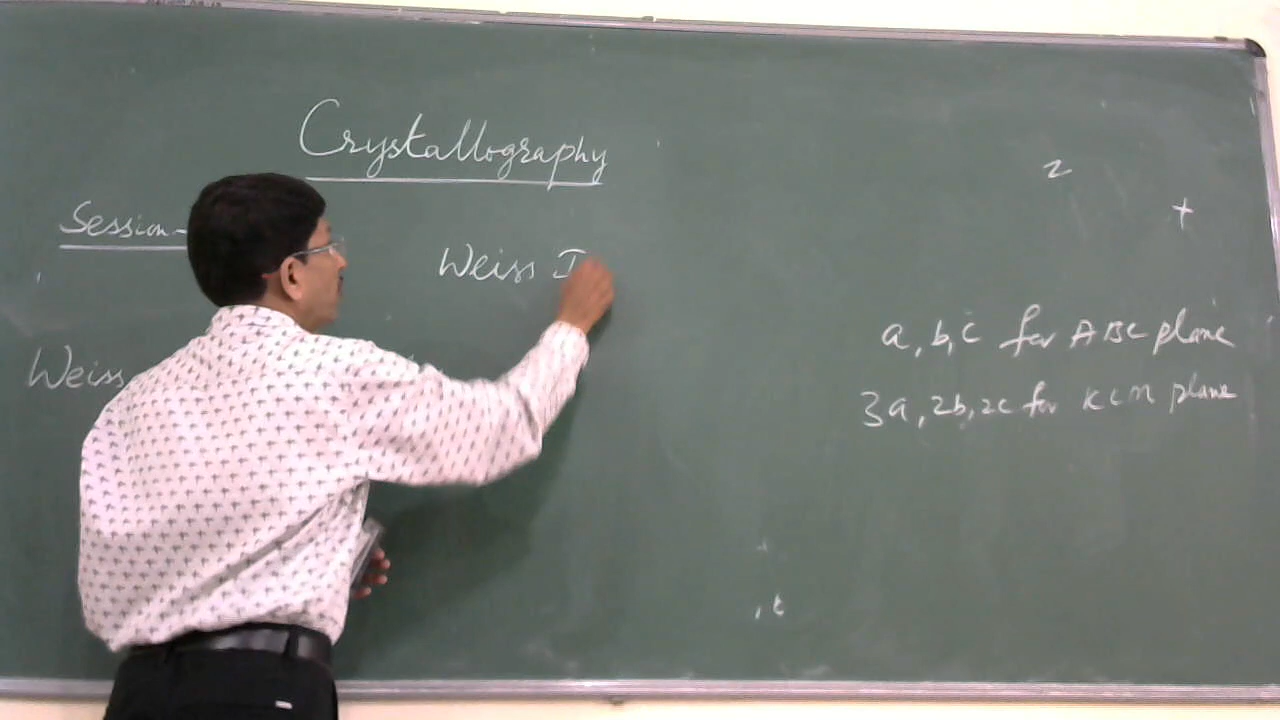 Crystallography
Session-
Weiss I
Weiss
z
+
a, b, c for ABC plane
3a, 2b, 2c for KLM plane
, t